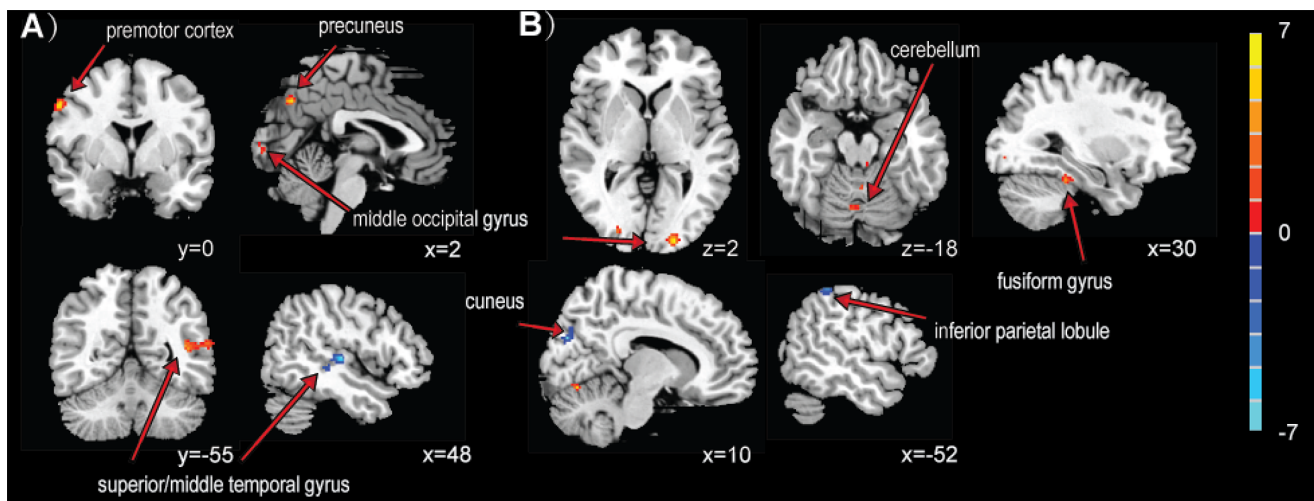 A)
premotor cortex
precuneus
middle occipital gyrus
y=0
x=2
y=-55
x=48
superior/middle temporal gyrus
B)
cerebellum
z=2
z=-18
x=30
fusiform gyrus
cuneus
inferior parietal lobule
x=10
x=-52
7
0
-7